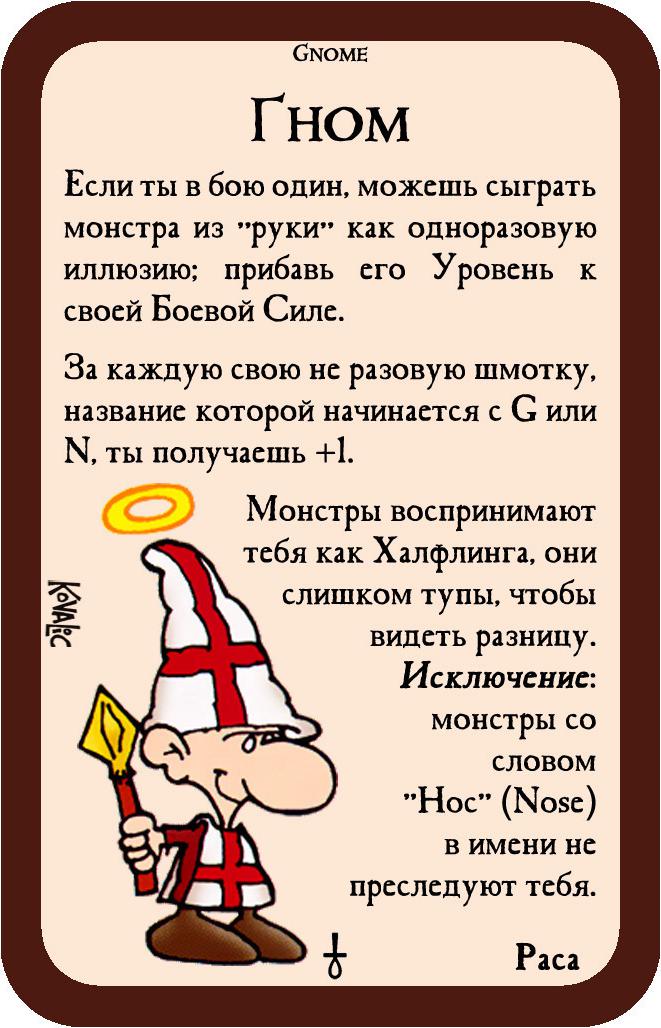 Gnome
Гном
Если ты в бою один, можешь сыграть
монстра из ”руки” как одноразовую
иллюзию; прибавь его Уровень к
своей Боевой Силе.
За каждую свою не разовую шмотку,
название которой начинается с G или
N, ты получаешь +1.
Монстры воспринимают
тебя как Халфлинга, они
слишком тупы, чтобы
видеть разницу.
Исключение:
монстры со
словом
”Нос” (Nose)
в имени не
преследуют тебя.
Kovalic
Раса